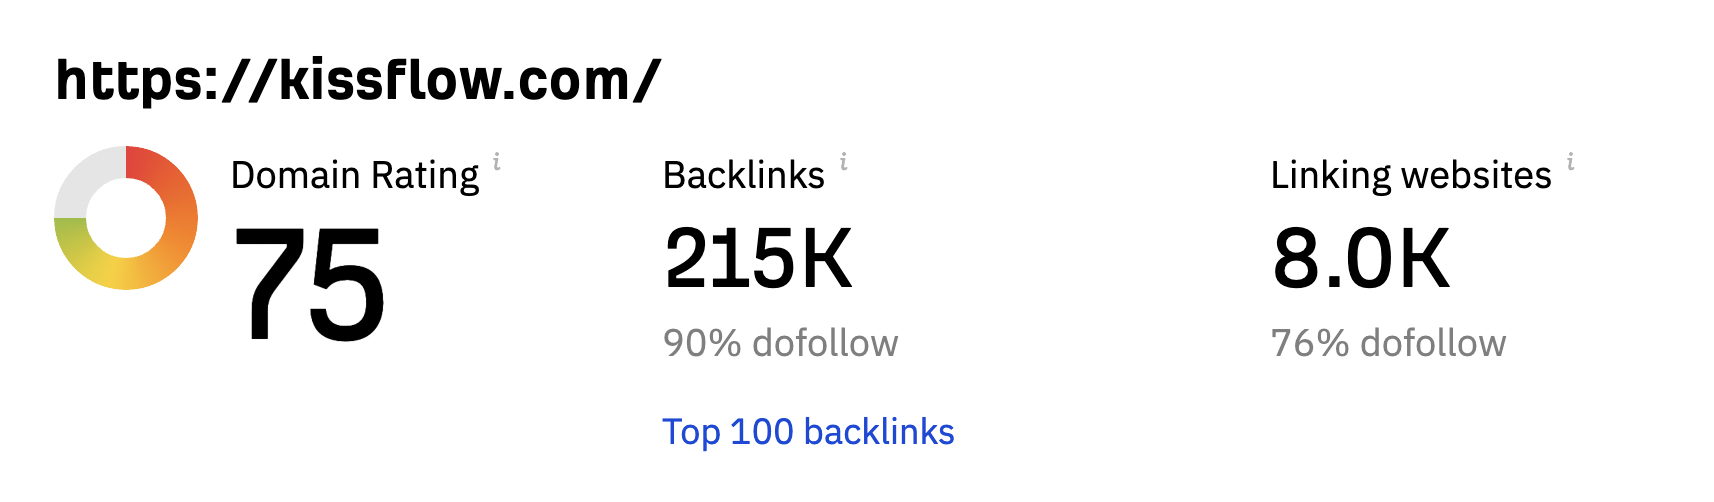 https://kissflow.com/
Domain Rating i
75
Backlinks i
215K
90% dofollow
Top 100 backlinks
Linking websites i
8.0K
76% dofollow